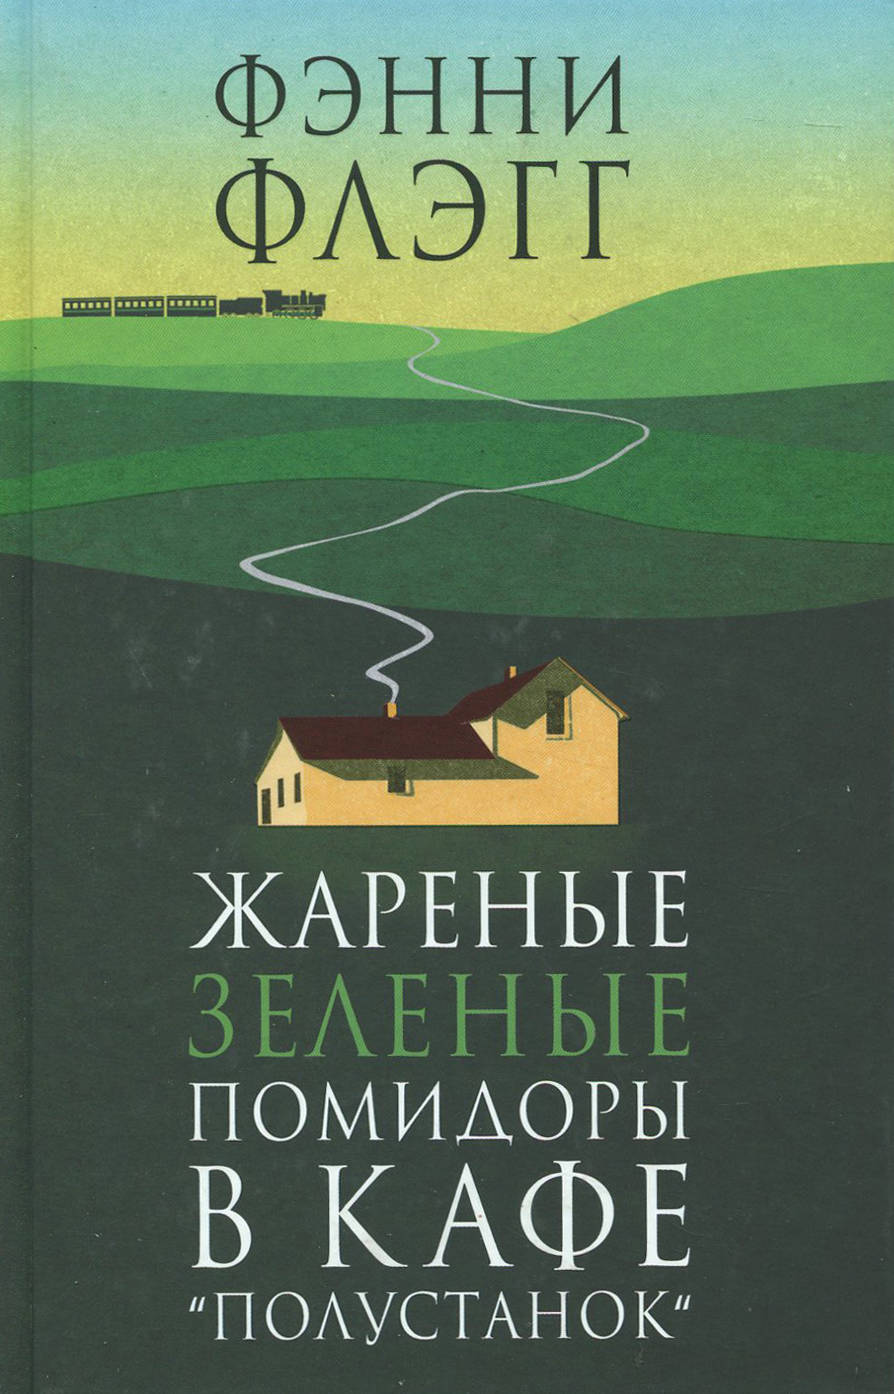 ФЭННИ
ФЛЭГГ
ЖАРЕНЫЕ
ЗЕЛЕНЫЕ
ПОМИДОРЫ
В КАФЕ
"ПОЛУСТАНОК"